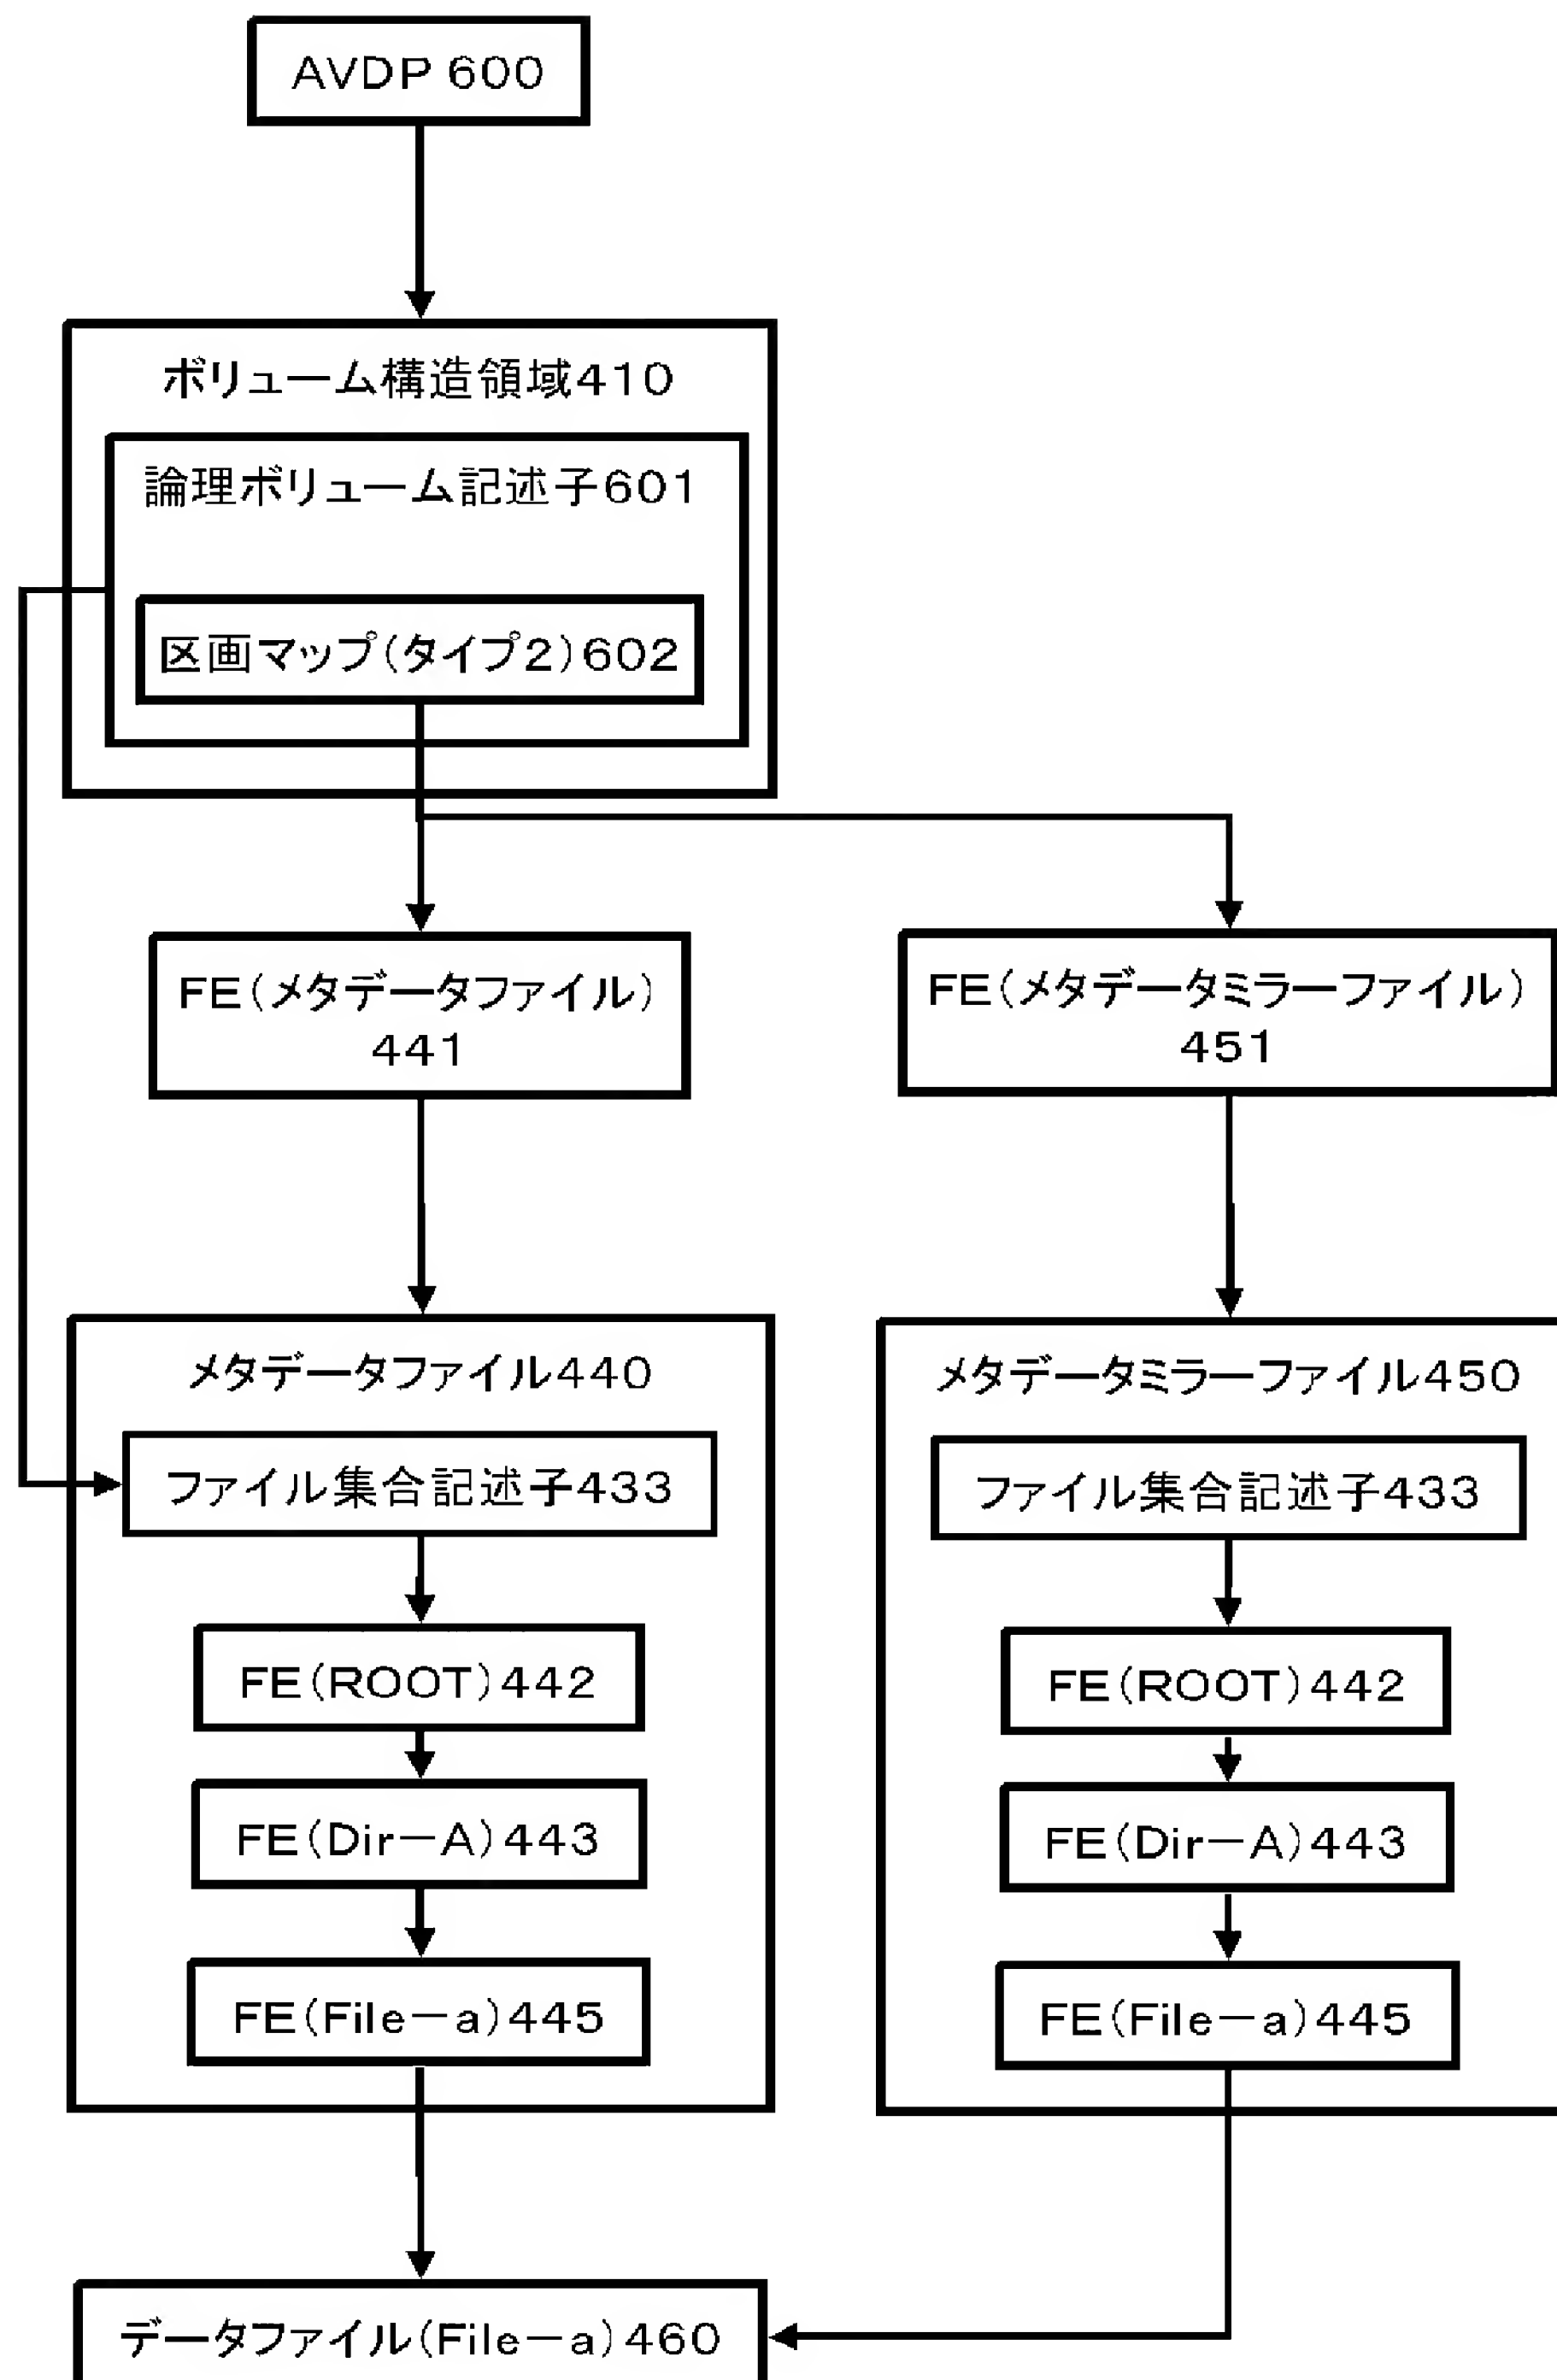 AVDP 600
ボリューム構造領域410
論理ボリューム記述子601
区画マップ(タイプ2)602
FE(メタデータファイル)
441
FE(メタデータミラーファイル)
451
メタデータファイル440
ファイル集合記述子433
FE(ROOT)442
FE(Dir−A)443
FE(File−a)445
メタデータミラーファイル450
ファイル集合記述子433
FE(ROOT)442
FE(Dir−A)443
FE(File−a)445
データファイル(File−a)460